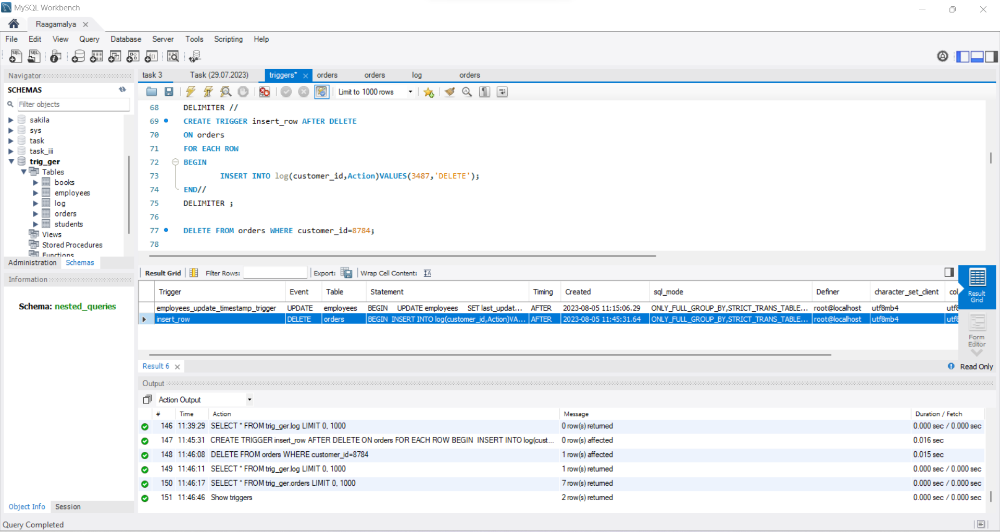 MySQL Workbench
Raagamalya
File Edit View Query Database Server Tools Scripting Help
Navigator
SCHEMAS
Filter objects
sakila
sys
task
task_iii
trig_ger
Tables
books
employees
log
orders
students
Views
Stored Procedures
Functions
Administration Schemas
Information
Schema: nested_queries
Object Info Session
task 3 Task (29.07.2023) triggers* orders orders log orders
Limit to 1000 rows
68 DELIMITER //
69 CREATE TRIGGER insert_row AFTER DELETE
70 ON orders
71 FOR EACH ROW
72 BEGIN
73 INSERT INTO log(customer_id,Action)VALUES(3487,'DELETE');
74 END//
75 DELIMITER ;
76
77 DELETE FROM orders WHERE customer_id=8784;
78
Result Grid Filter Rows: Export: Wrap Cell Content:
Trigger Event Table Statement Timing Created sql_mode Definer character_set_client col
employees_update_timestamp_trigger UPDATE employees BEGIN UPDATE employees SET last_updat... AFTER 2023-08-05 11:15:06.29 ONLY_FULL_GROUP_BY,STRICT_TRANS_TABLE... root@localhost utf8mb4 utf8
insert_row DELETE orders BEGIN INSERT INTO log(customer_id,Action)VA... AFTER 2023-08-05 11:45:31.64 ONLY_FULL_GROUP_BY,STRICT_TRANS_TABLE... root@localhost utf8mb4 utf8
Result
Grid
Form
Editor
Result 6 Read Only
Output
Action Output
# Time Action Message Duration / Fetch
146 11:39:29 SELECT * FROM trig_ger.log LIMIT 0, 1000 0 row(s) returned 0.000 sec / 0.000 sec
147 11:45:31 CREATE TRIGGER insert_row AFTER DELETE ON orders FOR EACH ROW BEGIN INSERT INTO log(cust... 0 row(s) affected 0.016 sec
148 11:46:08 DELETE FROM orders WHERE customer_id=8784 1 row(s) affected 0.015 sec
149 11:46:11 SELECT * FROM trig_ger.log LIMIT 0, 1000 1 row(s) returned 0.000 sec / 0.000 sec
150 11:46:17 SELECT * FROM trig_ger.orders LIMIT 0, 1000 7 row(s) returned 0.000 sec / 0.000 sec
151 11:46:46 Show triggers 2 row(s) returned 0.000 sec / 0.000 sec
Query Completed